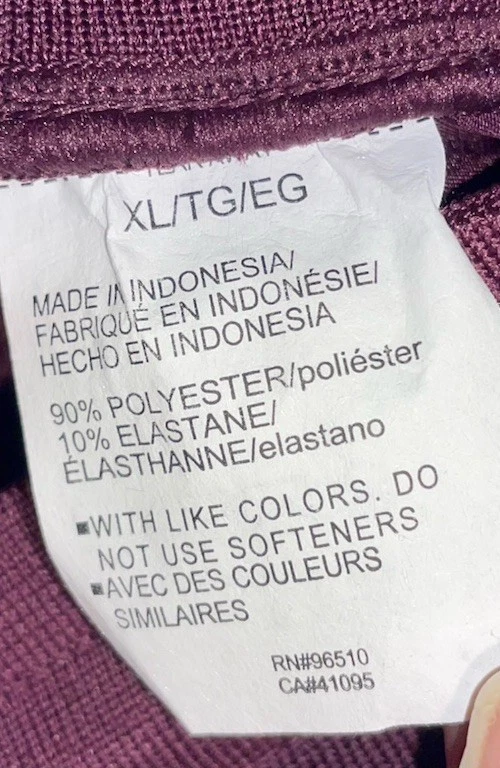 XL/TG/EG
MADE IN INDONESIA/
FABRIQUÉ EN INDONÉSIE/
HECHO EN INDONESIA
90% POLYESTER/poliéster
10% ELASTANE/
ÉLASTHANNE/elastano
▪WITH LIKE COLORS. DO
NOT USE SOFTENERS
▪AVEC DES COULEURS
SIMILAIRES
RN#96510
CA#41095